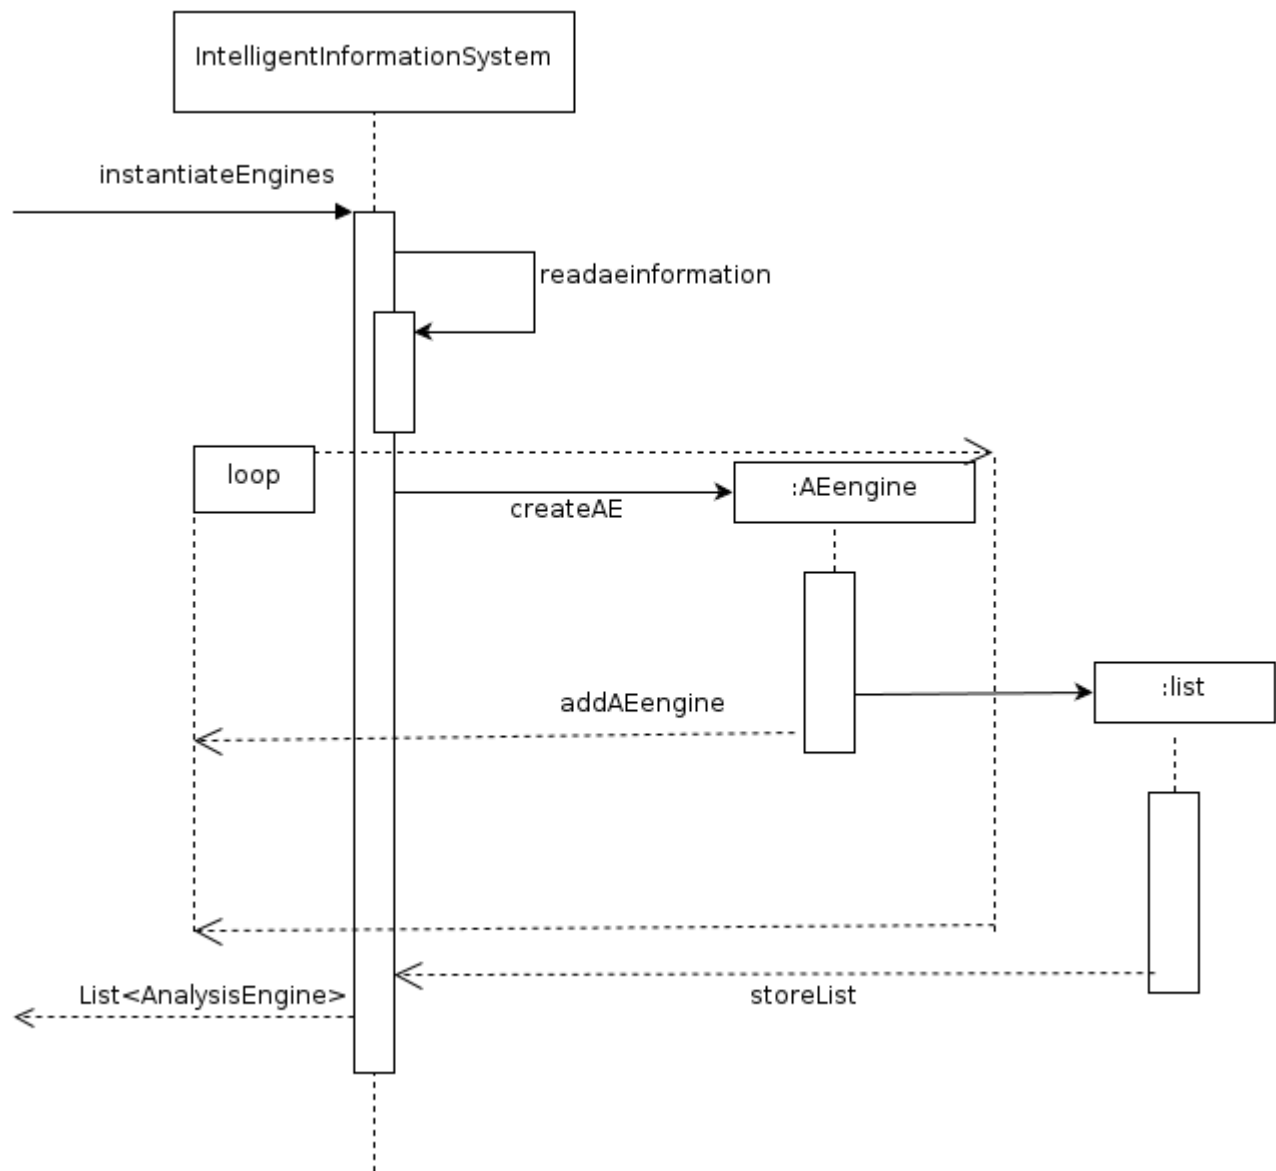 IntelligentInformationSystem
instantiateEngines
readaeinformation
loop
:AEengine
createAE
:list
addAEengine
List<AnalysisEngine>
storeList